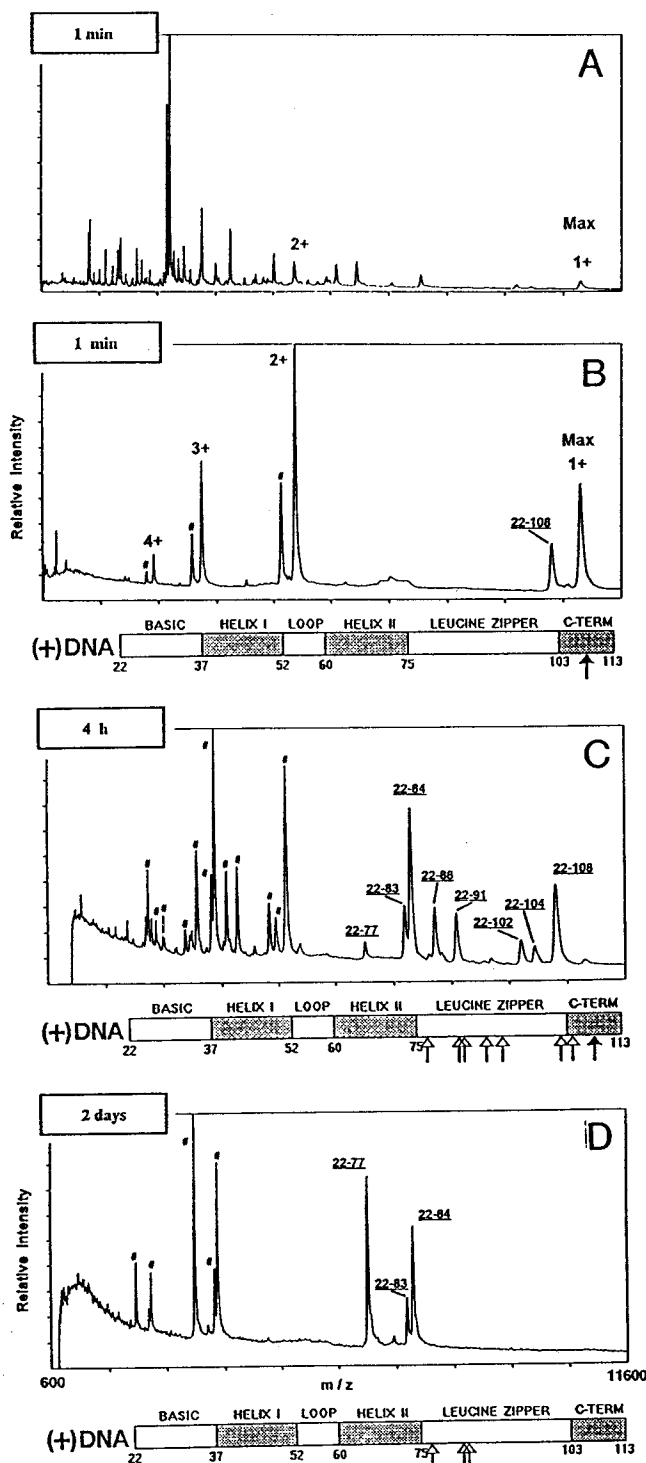 1 min
A
Max
2+
1+
1 min
B
2+
3+
Max
1+
#
22-108
#
4+
#
Relative Intensity
BASIC HELIX I LOOP HELIX II LEUCINE ZIPPER C-TERM
(+)DNA
22 37 52 60 75 103 113
4 h
C
#
#
22-84
#
#
#
# #
22-83 22-88
22-91
22-108
# # # # #
22-77
22-102
22-104
BASIC HELIX I LOOP HELIX II LEUCINE ZIPPER C-TERM
(+)DNA
22 37 52 60 75 103 113
2 days
D
#
#
22-77
22-84
# # #
22-83
Relative Intensity
600 m / z 11600
BASIC HELIX I LOOP HELIX II LEUCINE ZIPPER C-TERM
(+)DNA
22 37 52 60 75 103 113